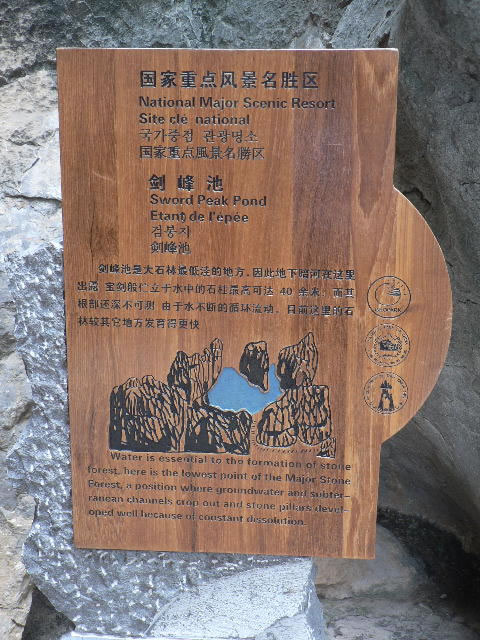 国家重点风景名胜区
National Major Scenic Resort
Site clé national
국가중점 관광명소
国家重点風景名勝区
剑峰池
Sword Peak Pond
Etang de l'épée
검봉지
剣峰池
剑峰池是大石林最低洼的地方，因此地下暗河在这里
出露 宝剑般伫立于水中的石柱最高可达 40 余米，而其
根部还深不可测 由于水不断的循环流动，目前这里的石
林较其它地方发育得更快
Water is essential to the formation of stone
forest, here is the lowest point of the Major Stone
Forest, a position where groundwater and subter-
ranean channels crop out and stone pillars devel-
oped well because of constant dissolution.